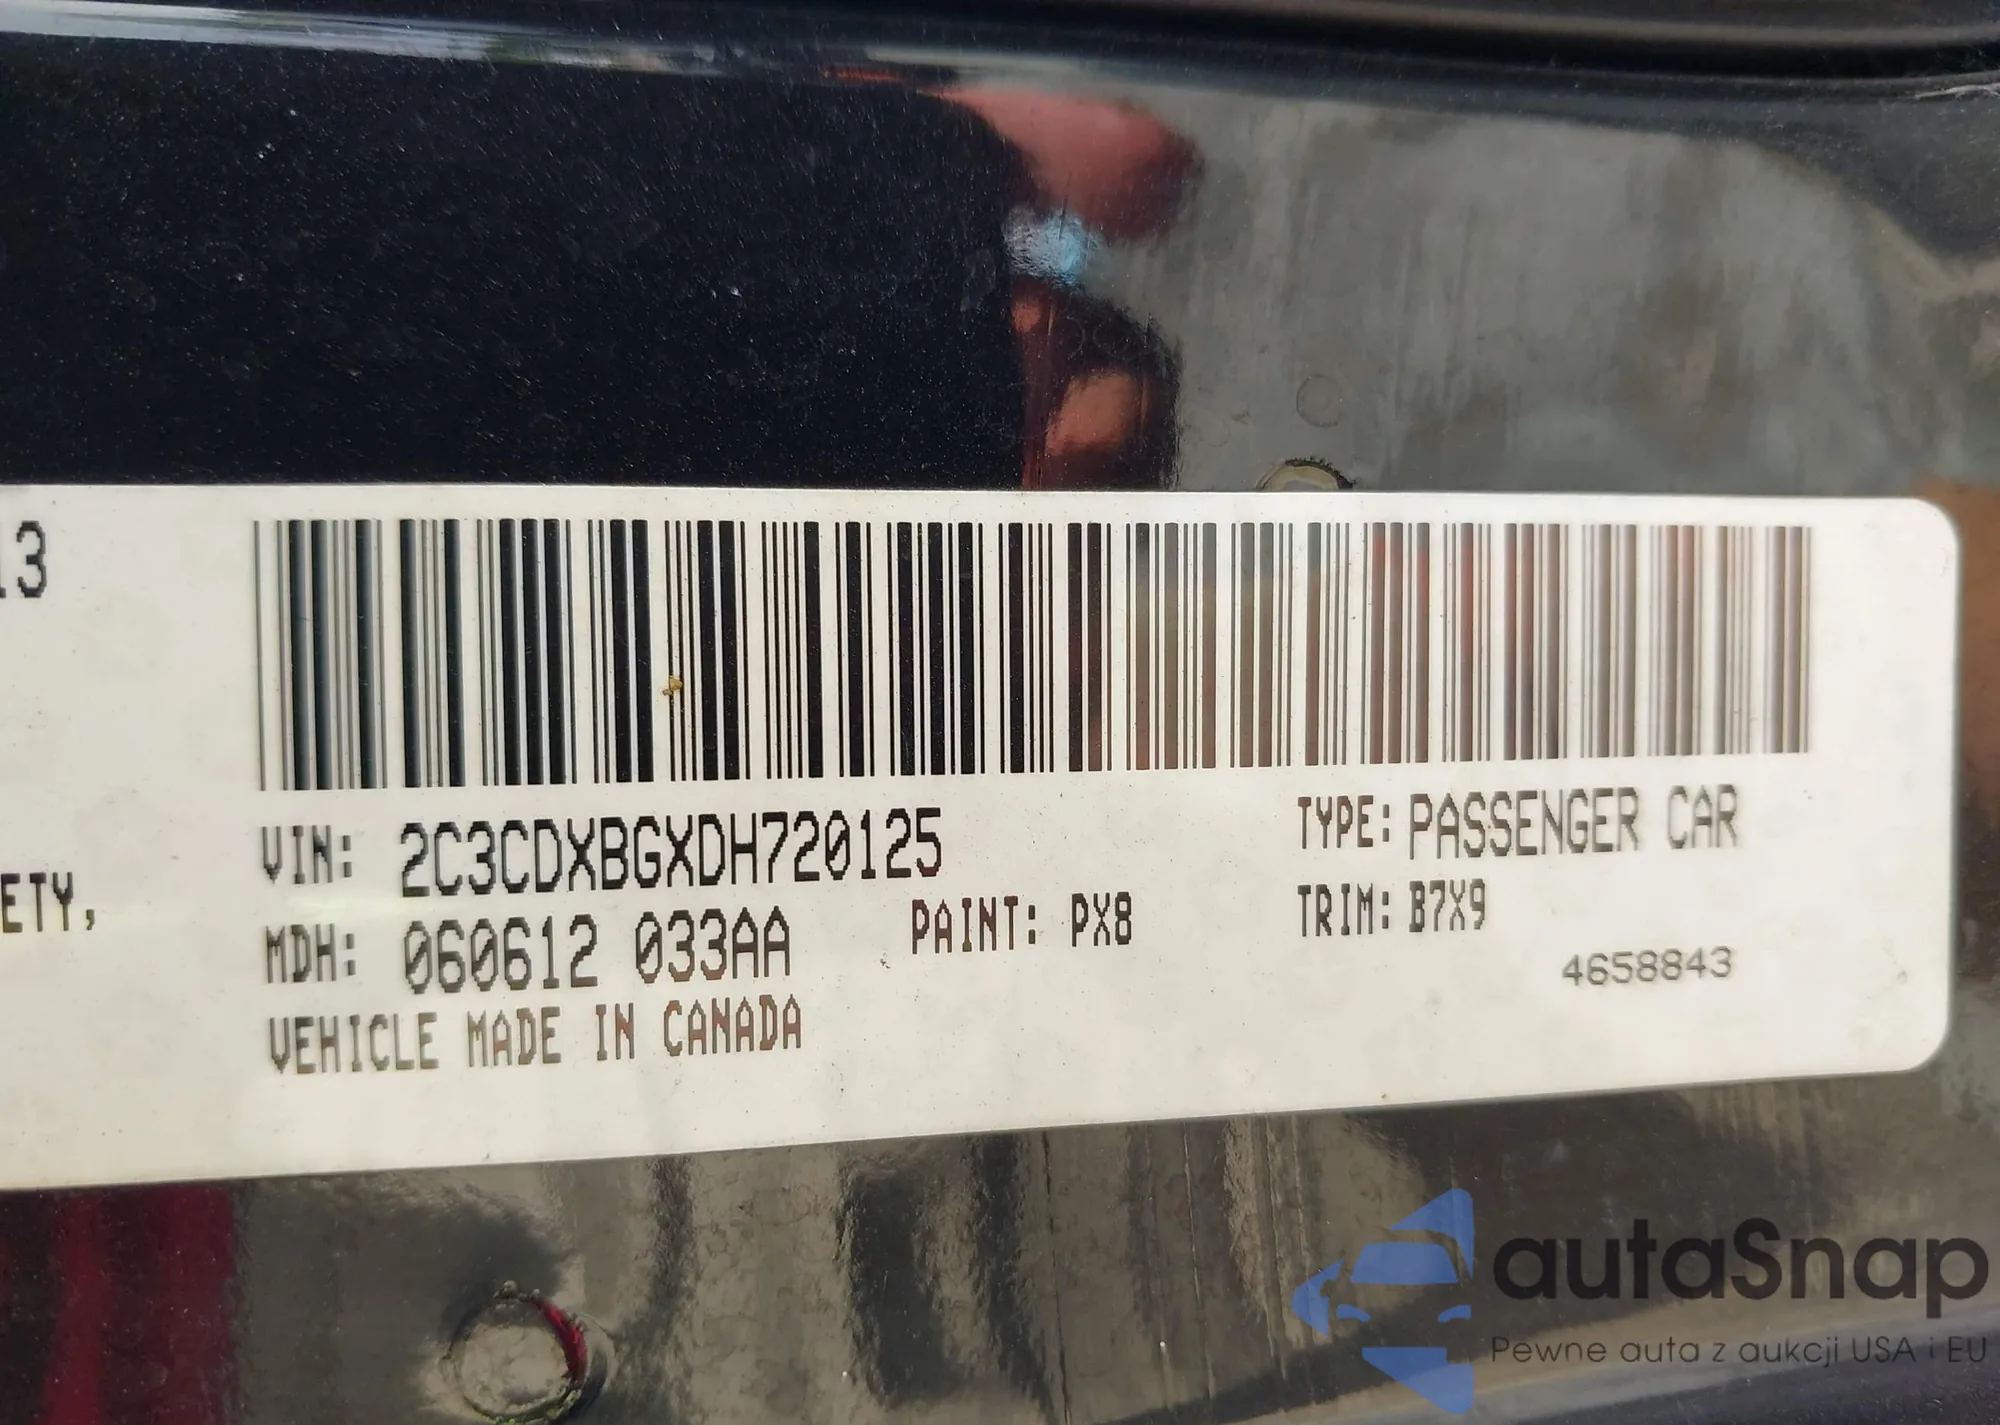 13
VIN: 2C3CDXBGXDH720125
TYPE: PASSENGER CAR
ETY,
MDH: 060612 033AA
PAINT: PX8
TRIM: B7X9
4658843
VEHICLE MADE IN CANADA
autaSnap
Pewne auta z aukcji USA i EU